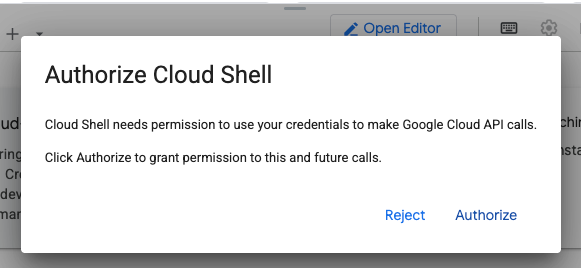 Open Editor
Authorize Cloud Shell
Cloud Shell needs permission to use your credentials to make Google Cloud API calls.
Click Authorize to grant permission to this and future calls.
Reject Authorize